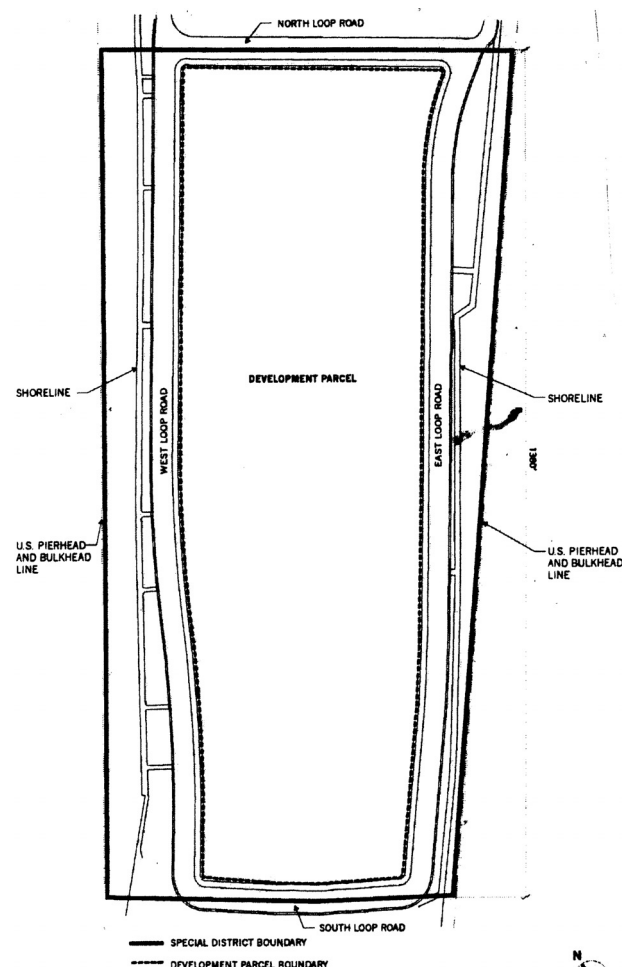 NORTH LOOP ROAD
DEVELOPMENT PARCEL
SHORELINE
WEST LOOP ROAD
EAST LOOP ROAD
SHORELINE
1380'
U.S. PIERHEAD
AND BULKHEAD
LINE
U.S. PIERHEAD
AND BULKHEAD
LINE
SOUTH LOOP ROAD
SPECIAL DISTRICT BOUNDARY
DEVELOPMENT PARCEL BOUNDARY
N